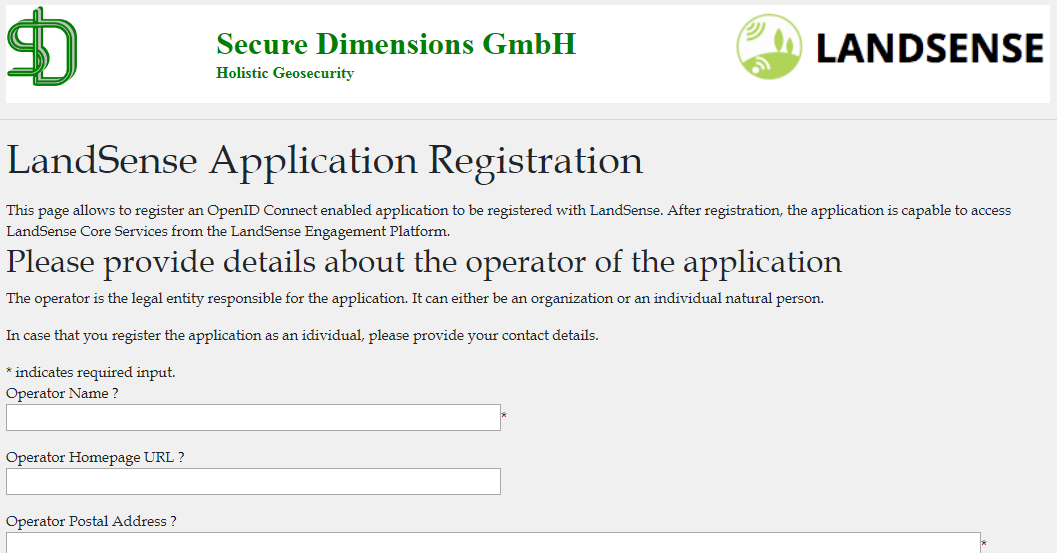 SD
Secure Dimensions GmbH
Holistic Geosecurity
LANDSENSE
LandSense Application Registration
This page allows to register an OpenID Connect enabled application to be registered with LandSense. After registration, the application is capable to access
LandSense Core Services from the LandSense Engagement Platform.
Please provide details about the operator of the application
The operator is the legal entity responsible for the application. It can either be an organization or an individual natural person.
In case that you register the application as an idividual, please provide your contact details.
* indicates required input.
Operator Name ?
*
Operator Homepage URL ?
Operator Postal Address ?
*